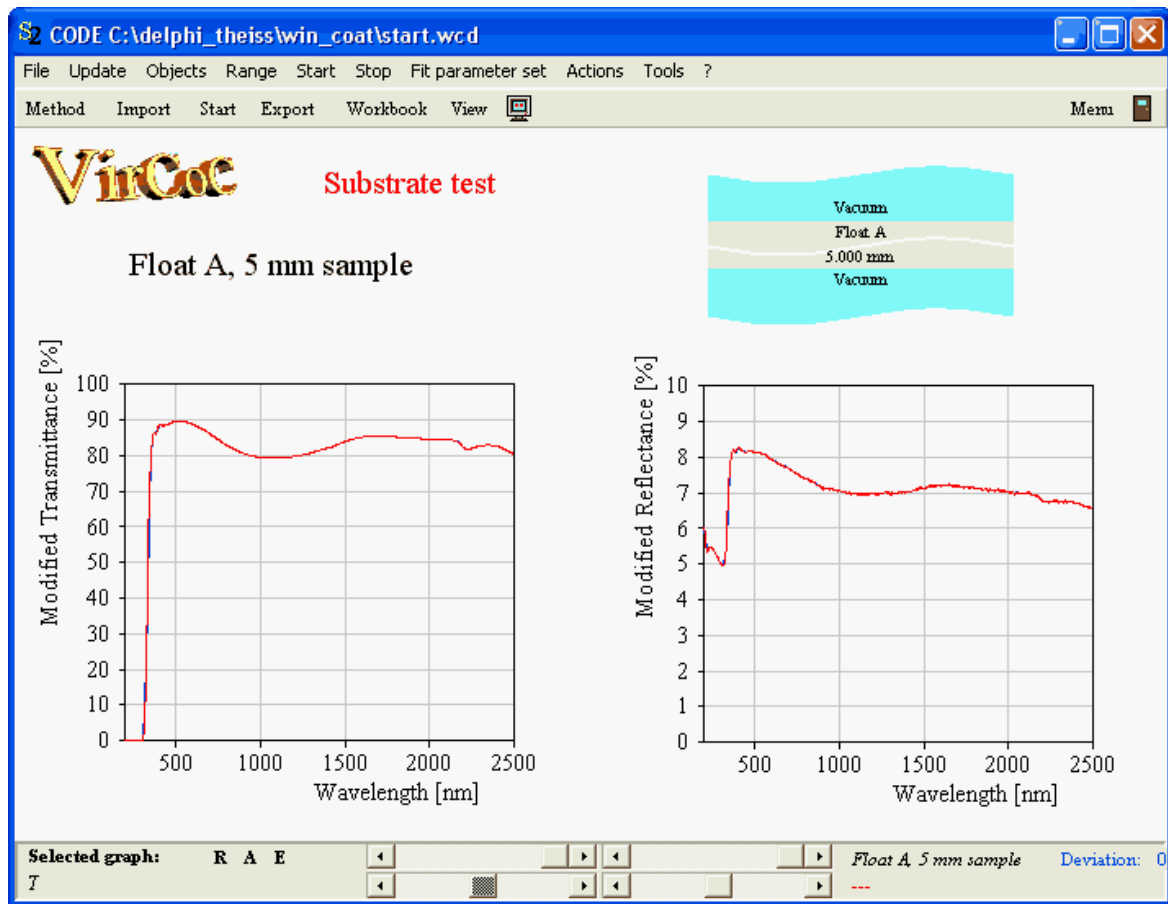 S2 CODE C:\delphi_theiss\win_coat\start.wcd
File Update Objects Range Start Stop Fit parameter set Actions Tools ?
Method Import Start Export Workbook View Menu
VirCoC
Substrate test
Float A, 5 mm sample
Vacuum
Float A
5.000 mm
Vacuum
Modified Transmittance [%]
100
90
80
70
60
50
40
30
20
10
0
500 1000 1500 2000 2500
Wavelength [nm]
Modified Reflectance [%]
10
9
8
7
6
5
4
3
2
1
0
500 1000 1500 2000 2500
Wavelength [nm]
Selected graph: R A E
T
Float A, 5 mm sample Deviation: 0
---